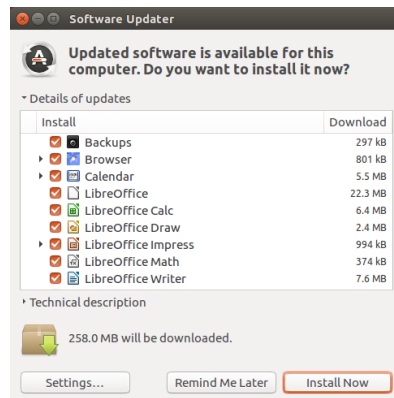 Software Updater
Updated software is available for this
computer. Do you want to install it now?
Details of updates
Install Download
Backups 297 kB
Browser 801 kB
Calendar 5.5 MB
LibreOffice 22.3 MB
LibreOffice Calc 6.4 MB
LibreOffice Draw 2.4 MB
LibreOffice Impress 994 kB
LibreOffice Math 374 kB
LibreOffice Writer 7.6 MB
Technical description
258.0 MB will be downloaded.
Settings... Remind Me Later Install Now